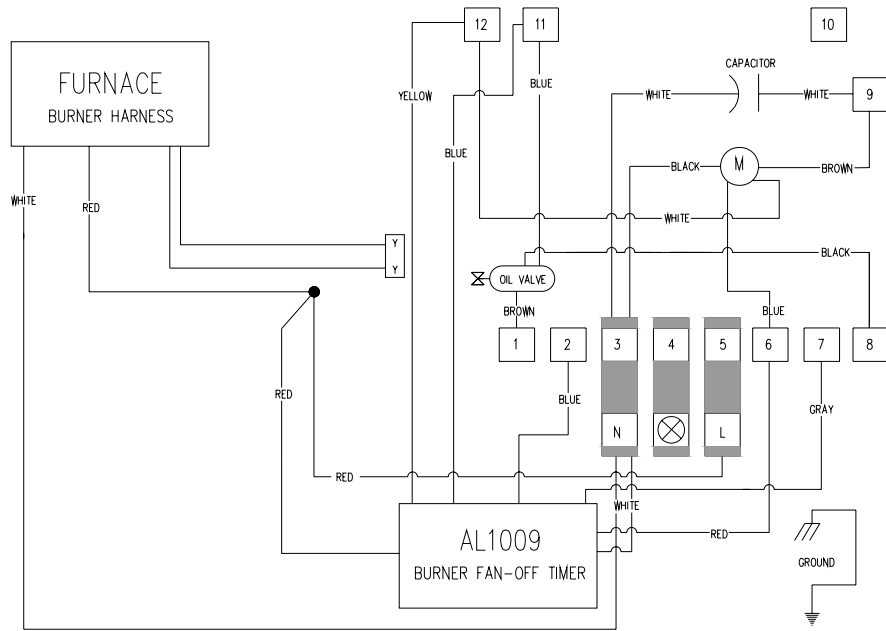 12
11
10
FURNACE
BURNER HARNESS
CAPACITOR
BLUE
YELLOW
WHITE
WHITE
9
BLUE
BLACK
M
BROWN
WHITE
RED
WHITE
Y
Y
BLACK
OIL VALVE
BROWN
BLUE
1
2
3
4
5
6
7
8
RED
BLUE
GRAY
N
L
RED
WHITE
RED
AL1009
BURNER FAN-OFF TIMER
GROUND